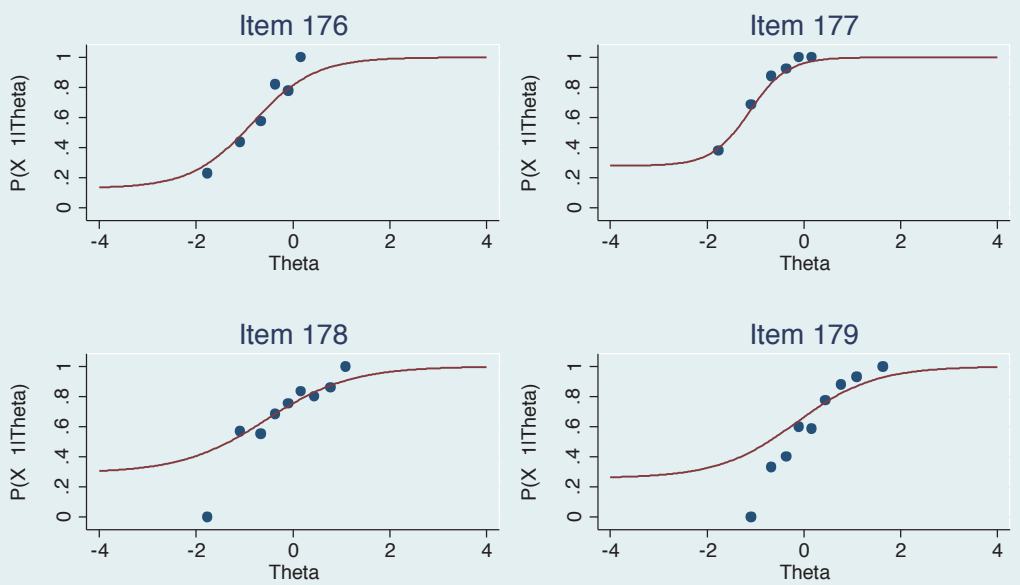 Item 176
P(X 1|Theta)
1
.8
.6
.4
.2
0
-4 -2 0 2 4
Theta
Item 177
P(X 1|Theta)
1
.8
.6
.4
.2
0
-4 -2 0 2 4
Theta
Item 178
P(X 1|Theta)
1
.8
.6
.4
.2
0
-4 -2 0 2 4
Theta
Item 179
P(X 1|Theta)
1
.8
.6
.4
.2
0
-4 -2 0 2 4
Theta